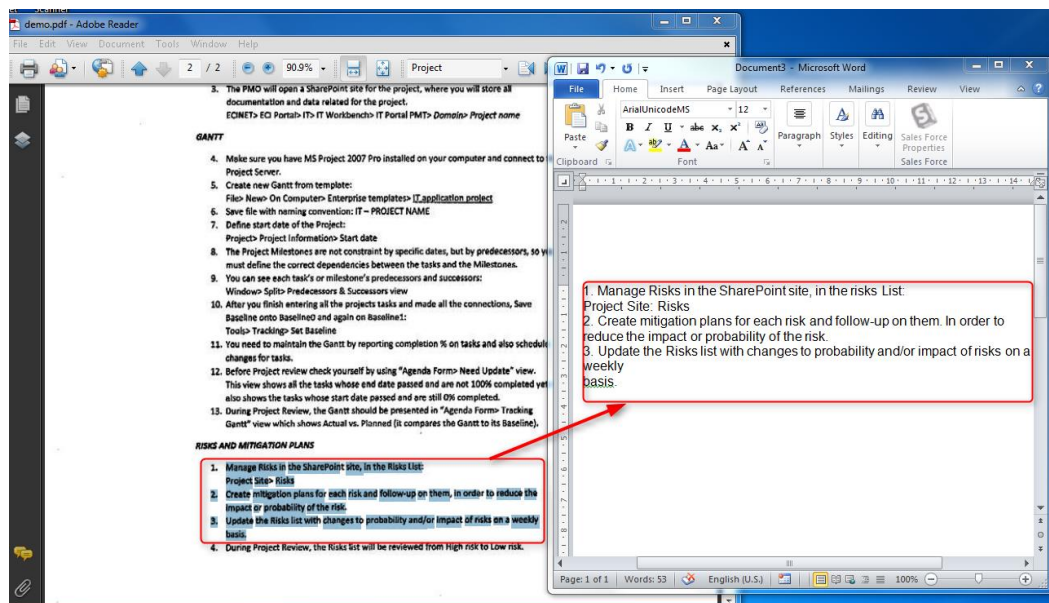 demo.pdf - Adobe Reader
File Edit View Document Tools Window Help
2 / 2 90.9% Project
3. The PMO will open a SharePoint site for the project, where you will store all
documentation and data related for the project.
ECINET> ECI Portal> IT> IT Workbench> IT Portal PMT> Domain> Project name
GANTT
4. Make sure you have MS Project 2007 Pro installed on your computer and connect to
Project Server.
5. Create new Gantt from template:
File> New> On Computer> Enterprise templates> IT application project
6. Save file with naming convention: IT – PROJECT NAME
7. Define start date of the Project:
Project> Project Information> Start date
8. The Project Milestones are not constraint by specific dates, but by predecessors, so
must define the correct dependencies between the tasks and the Milestones.
9. You can see each task's or milestone's predecessors and successors:
Window> Split> Predecessors & Successors view
10. After you finish entering all the projects tasks and made all the connections, Save
Baseline onto Baseline0 and again on Baseline1:
Tools> Tracking> Set Baseline
11. You need to maintain the Gantt by reporting completion % on tasks and also schedule
changes for tasks.
12. Before Project review check yourself by using "Agenda Form> Need Update" view.
This view shows all the tasks whose end date passed and are not 100% completed yet
also shows the tasks whose start date passed and are still 0% completed.
13. During Project Review, the Gantt should be presented in "Agenda Form> Tracking
Gantt" view which shows Actual vs. Planned (it compares the Gantt to its Baseline).
RISKS AND MITIGATION PLANS
1. Manage Risks in the SharePoint site, in the Risks List:
Project Site> Risks
2. Create mitigation plans for each risk and follow-up on them, in order to reduce the
impact or probability of the risk.
3. Update the Risks list with changes to probability and/or impact of risks on a weekly
basis.
4. During Project Review, the Risks list will be reviewed from High risk to Low risk.
Document3 - Microsoft Word
File Home Insert Page Layout References Mailings Review View
ArialUnicodeMS 12
Paste Paragraph Styles Editing Sales Force
Properties
Clipboard Font Sales Force
1. Manage Risks in the SharePoint site, in the risks List:
Project Site: Risks
2. Create mitigation plans for each risk and follow-up on them. In order to
reduce the impact or probability of the risk.
3. Update the Risks list with changes to probability and/or impact of risks on a
weekly
basis.
Page: 1 of 1 Words: 53 English (U.S.) 100%